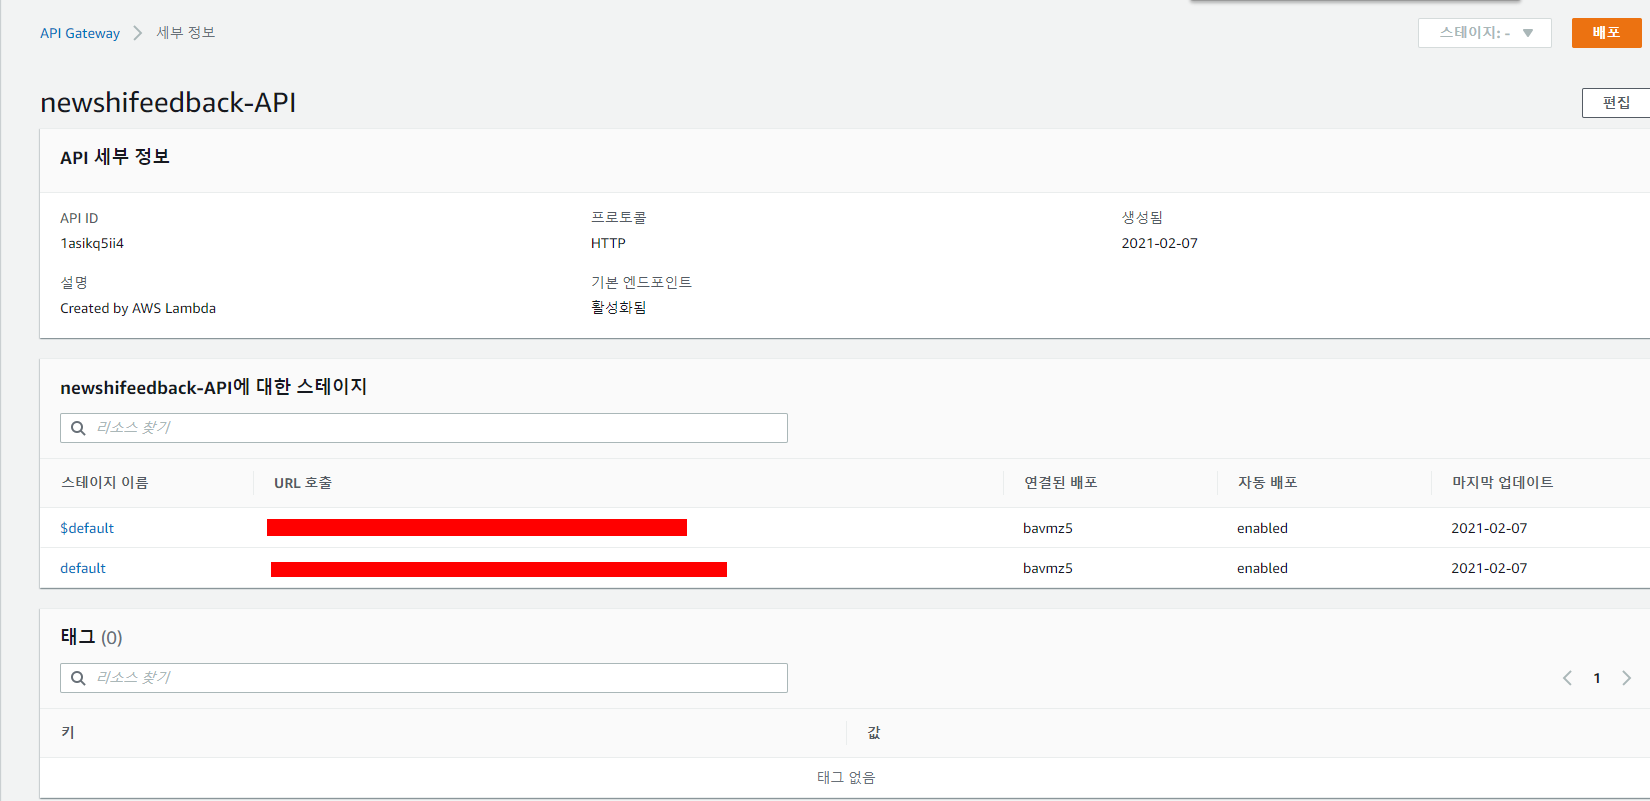 API Gateway > 세부 정보
스테이지: - ▼
배포
newshifeedback-API
편집
API 세부 정보
API ID
프로토콜
생성됨
1asikq5ii4
HTTP
2021-02-07
설명
기본 엔드포인트
Created by AWS Lambda
활성화됨
newshifeedback-API에 대한 스테이지
리소스 찾기
스테이지 이름
URL 호출
연결된 배포
자동 배포
마지막 업데이트
$default
bavmz5
enabled
2021-02-07
default
bavmz5
enabled
2021-02-07
태그 (0)
리소스 찾기
< 1 >
키
값
태그 없음